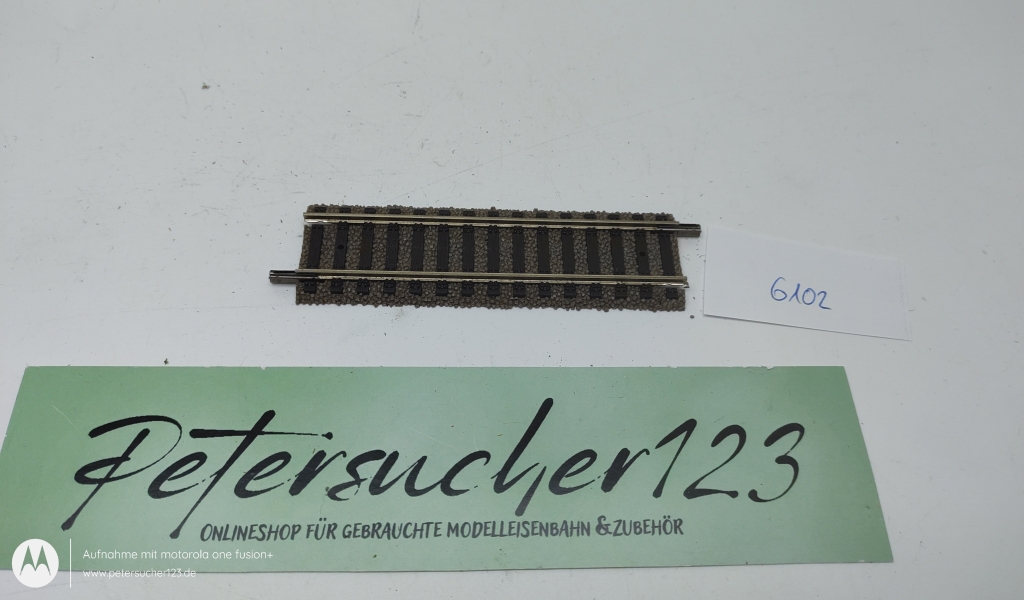 6102
Petersucher123
ONLINESHOP FÜR GEBRAUCHTE MODELLEISENBAHN & ZUBEHÖR
Aufnahme mit motorola one fusion+
www.petersucher123.de